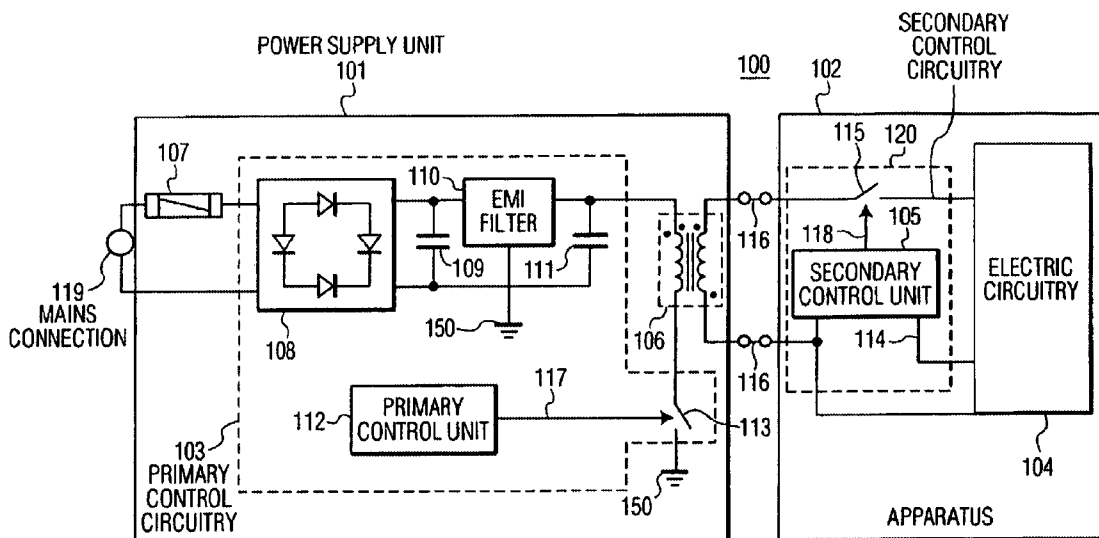 POWER SUPPLY UNIT
101
100
SECONDARY
CONTROL
CIRCUITRY
102
107
115
120
110
EMI
FILTER
118
105
116
109
111
SECONDARY
CONTROL UNIT
ELECTRIC
CIRCUITRY
119
MAINS
CONNECTION
108
150
106
114
116
117
112
PRIMARY
CONTROL UNIT
113
103
PRIMARY
CONTROL
CIRCUITRY
150
104
APPARATUS